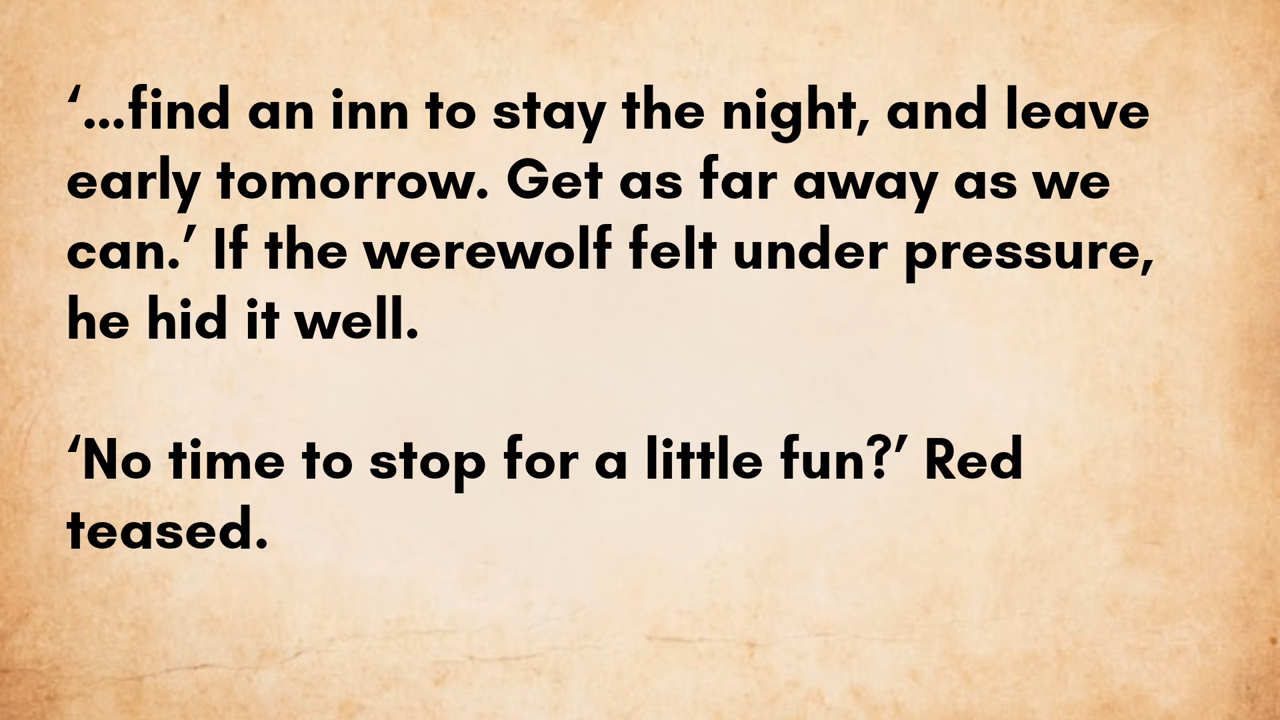 ‘...find an inn to stay the night, and leave
early tomorrow. Get as far away as we
can.’ If the werewolf felt under pressure,
he hid it well.
‘No time to stop for a little fun?’ Red
teased.